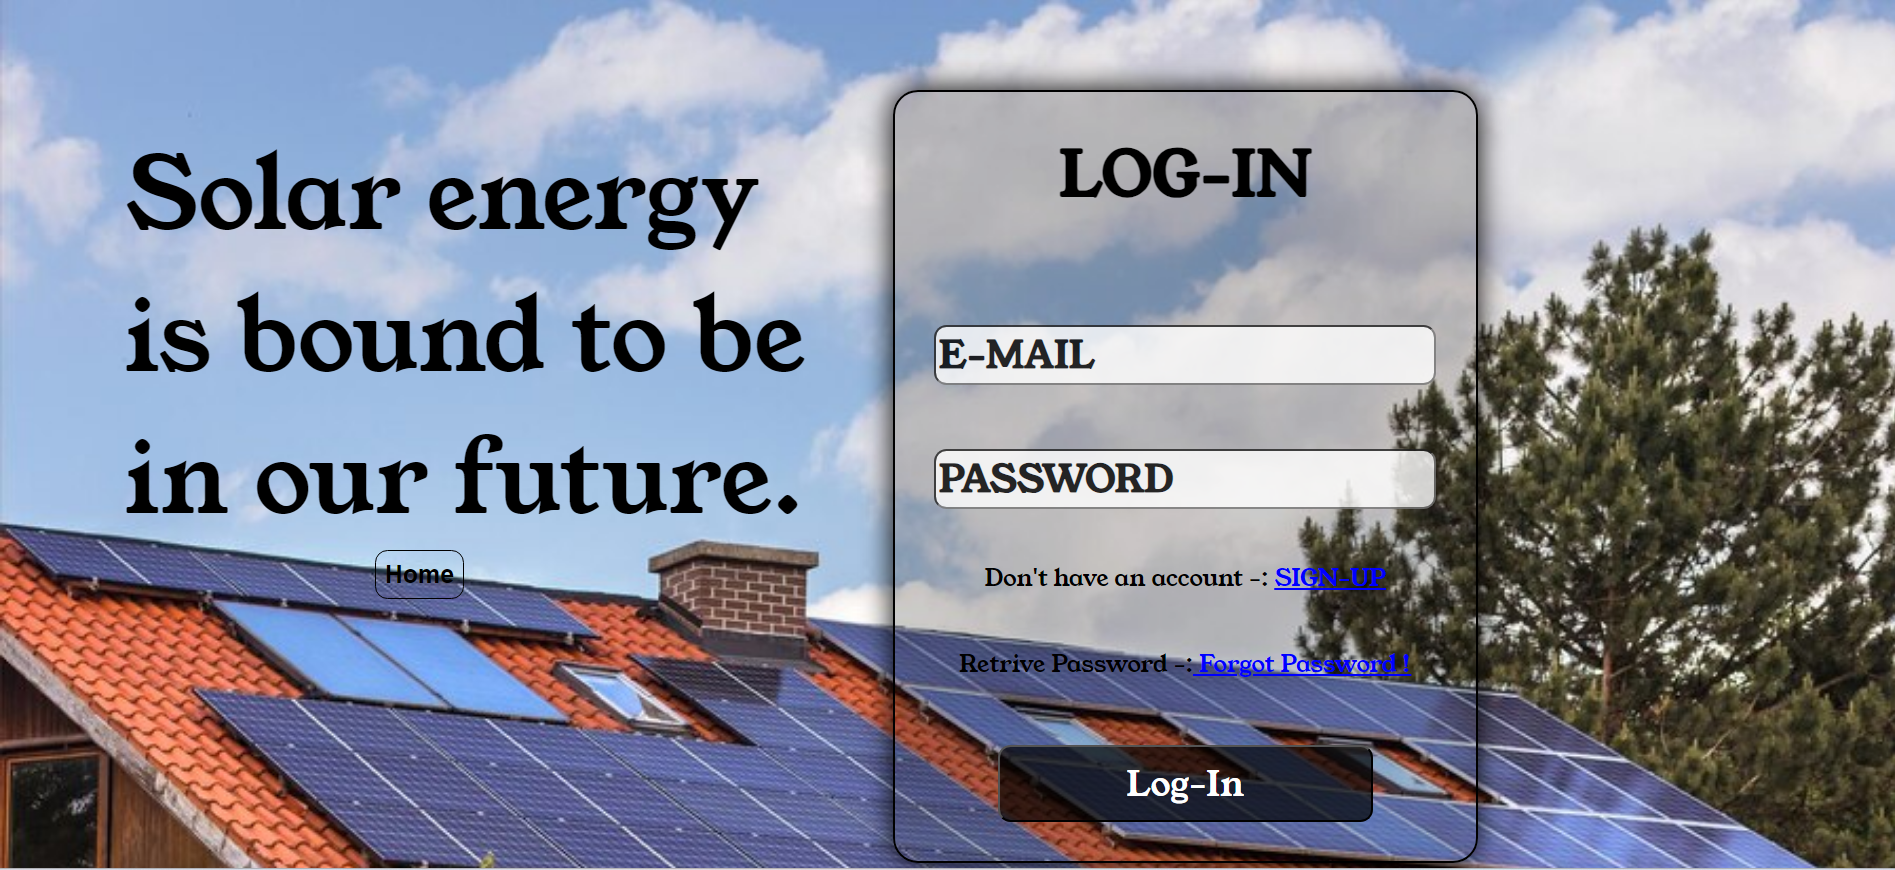 Solar energy
is bound to be
in our future.
Home
LOG-IN
E-MAIL
PASSWORD
Don't have an account -: SIGN-UP
Retrive Password -: Forgot Password !
Log-In